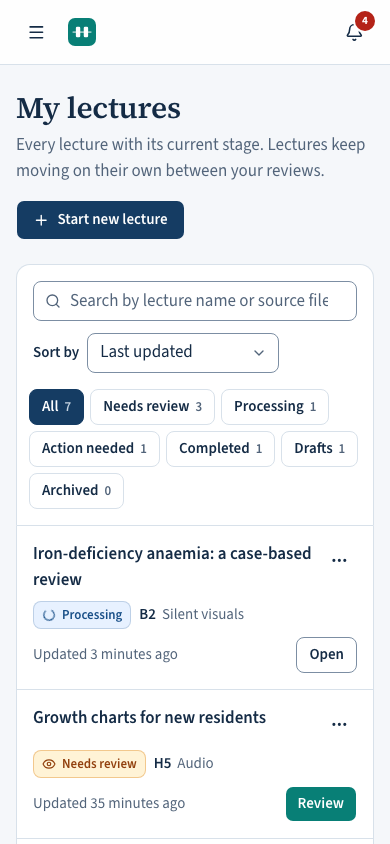 4
My lectures
Every lecture with its current stage. Lectures keep
moving on their own between your reviews.
Start new lecture
Search by lecture name or source file
Sort by Last updated
All 7 Needs review 3 Processing 1
Action needed 1 Completed 1 Drafts 1
Archived 0
Iron-deficiency anaemia: a case-based
review
Processing B2 Silent visuals
Updated 3 minutes ago Open
Growth charts for new residents
Needs review H5 Audio
Updated 35 minutes ago Review